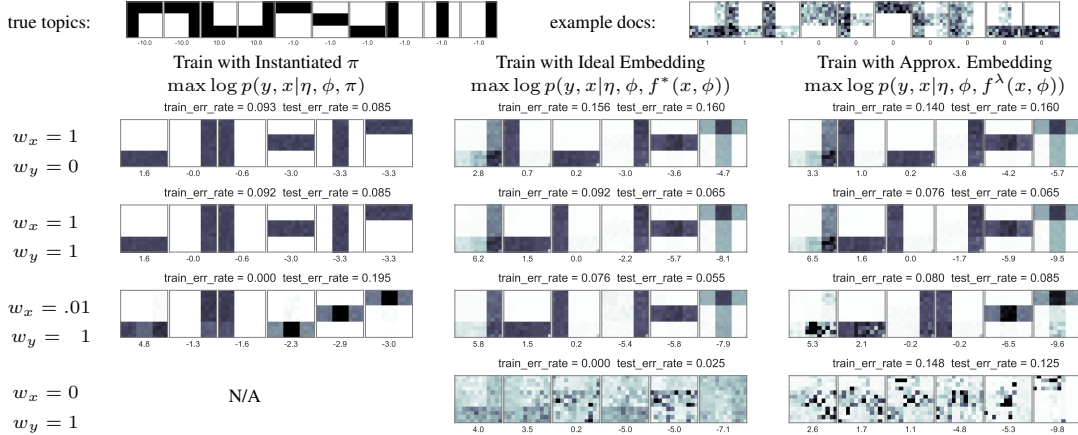 true topics:
-10.0 -10.0 10.0 10.0 -1.0 -1.0 -1.0 -1.0 -1.0 -1.0
example docs:
1 1 1 0 0 0 0 0 0 0
Train with Instantiated π
max log p(y, x|η, φ, π)
Train with Ideal Embedding
max log p(y, x|η, φ, f*(x, φ))
Train with Approx. Embedding
max log p(y, x|η, φ, f^λ(x, φ))
w_x = 1
w_y = 0
train_err_rate = 0.093 test_err_rate = 0.085
1.6 -0.0 -0.6 -3.0 -3.3 -3.3
train_err_rate = 0.156 test_err_rate = 0.160
2.8 0.7 0.2 -3.0 -3.6 -4.7
train_err_rate = 0.140 test_err_rate = 0.160
3.3 1.0 0.2 -3.6 -4.2 -5.7
w_x = 1
w_y = 1
train_err_rate = 0.092 test_err_rate = 0.085
1.6 -0.0 -0.6 -3.0 -3.3 -3.5
train_err_rate = 0.092 test_err_rate = 0.065
6.2 1.5 0.0 -2.2 -5.7 -8.1
train_err_rate = 0.076 test_err_rate = 0.065
6.5 1.6 0.0 -1.7 -5.9 -9.5
w_x = .01
w_y = 1
train_err_rate = 0.000 test_err_rate = 0.195
4.8 -1.3 -1.6 -2.3 -2.9 -3.0
train_err_rate = 0.076 test_err_rate = 0.055
5.8 1.5 -0.4 -0.5 -5.8 -7.9
train_err_rate = 0.080 test_err_rate = 0.085
5.3 2.1 -0.2 -0.2 -6.5 -9.6
w_x = 0
w_y = 1
N/A
train_err_rate = 0.000 test_err_rate = 0.025
4.0 3.5 0.2 -5.0 -5.0 -7.1
train_err_rate = 0.148 test_err_rate = 0.125
2.6 1.7 1.1 -4.8 -5.3 -9.8